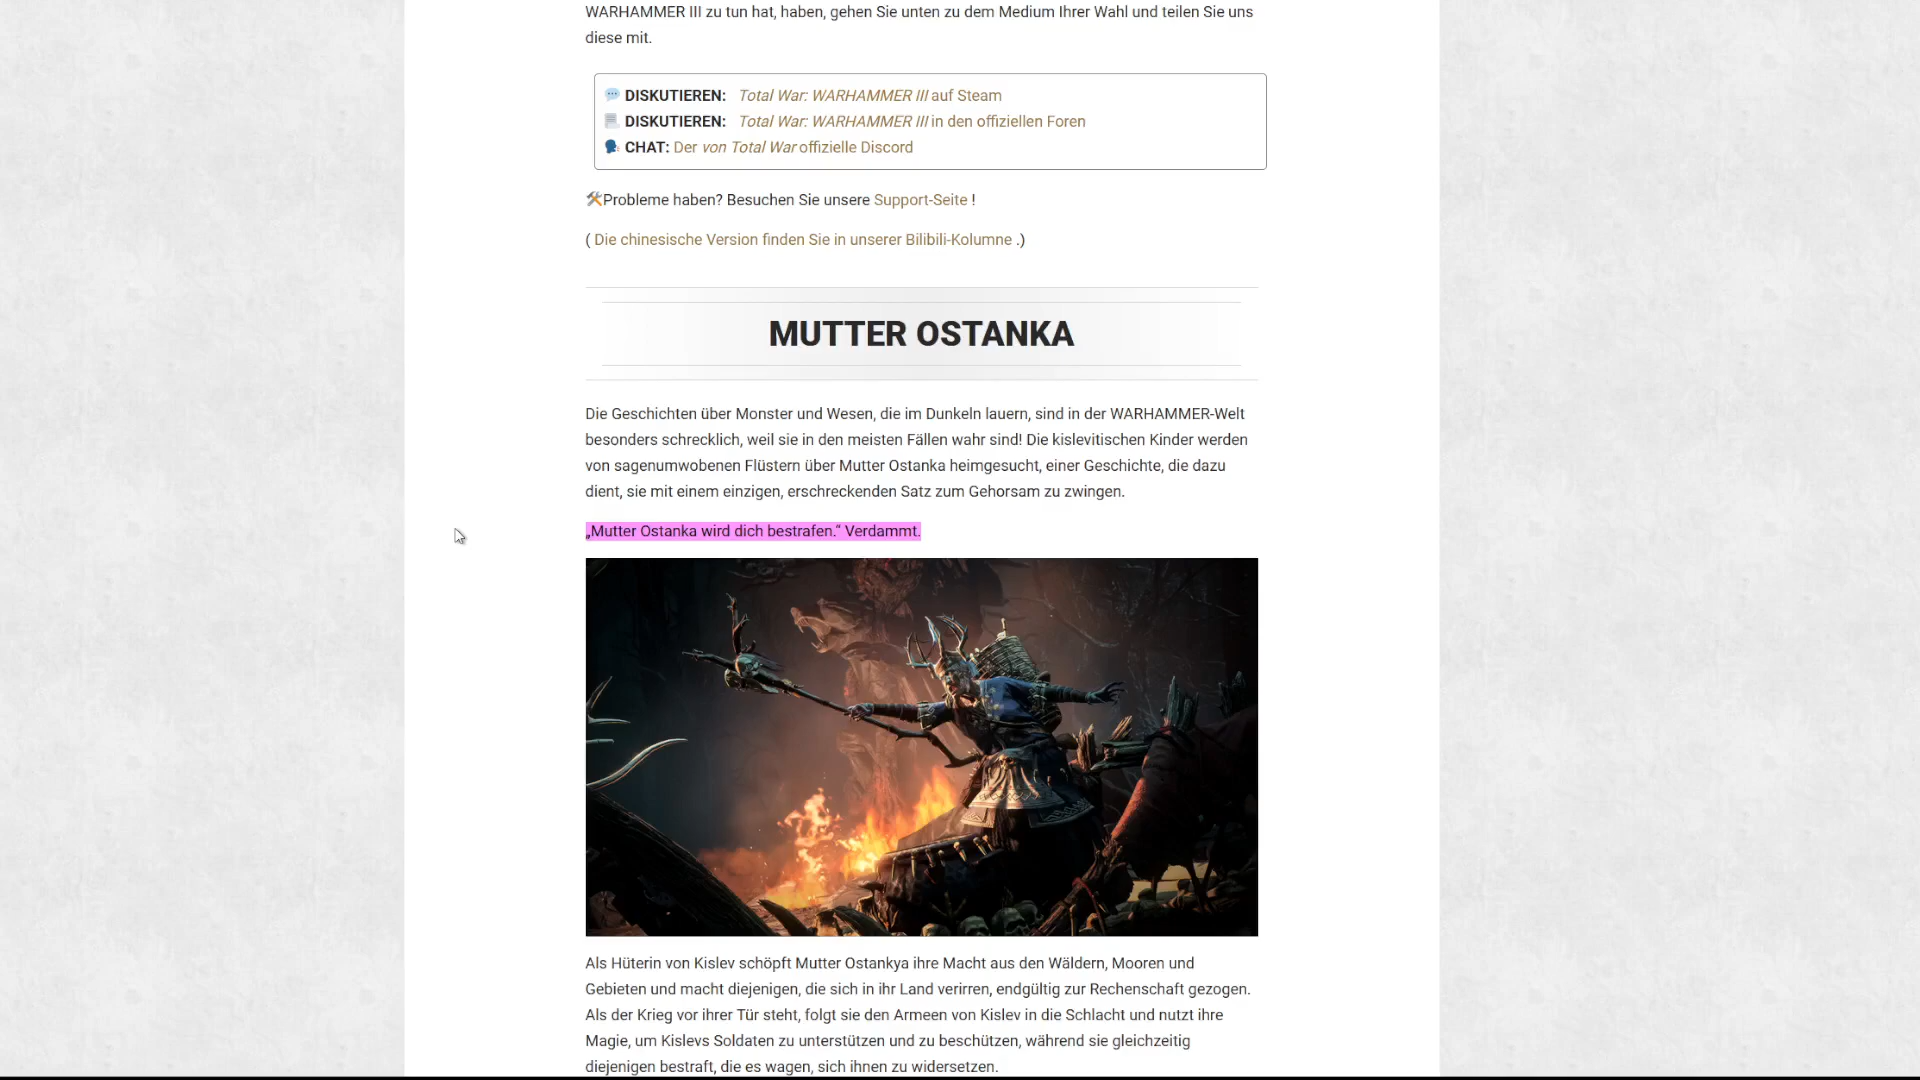 WARHAMMER III zu tun hat, haben, gehen Sie unten zu dem Medium Ihrer Wahl und teilen Sie uns
diese mit.
DISKUTIEREN: Total War: WARHAMMER III auf Steam
DISKUTIEREN: Total War: WARHAMMER III in den offiziellen Foren
CHAT: Der von Total War offizielle Discord
Probleme haben? Besuchen Sie unsere Support-Seite !
( Die chinesische Version finden Sie in unserer Bilibili-Kolumne .)
MUTTER OSTANKA
Die Geschichten über Monster und Wesen, die im Dunkeln lauern, sind in der WARHAMMER-Welt
besonders schrecklich, weil sie in den meisten Fällen wahr sind! Die kislevitischen Kinder werden
von sagenumwobenen Flüstern über Mutter Ostanka heimgesucht, einer Geschichte, die dazu
dient, sie mit einem einzigen, erschreckenden Satz zum Gehorsam zu zwingen.
„Mutter Ostanka wird dich bestrafen.“ Verdammt.
Als Hüterin von Kislev schöpft Mutter Ostankya ihre Macht aus den Wäldern, Mooren und
Gebieten und macht diejenigen, die sich in ihr Land verirren, endgültig zur Rechenschaft gezogen.
Als der Krieg vor ihrer Tür steht, folgt sie den Armeen von Kislev in die Schlacht und nutzt ihre
Magie, um Kislevs Soldaten zu unterstützen und zu beschützen, während sie gleichzeitig
diejenigen bestraft, die es wagen, sich ihnen zu widersetzen.